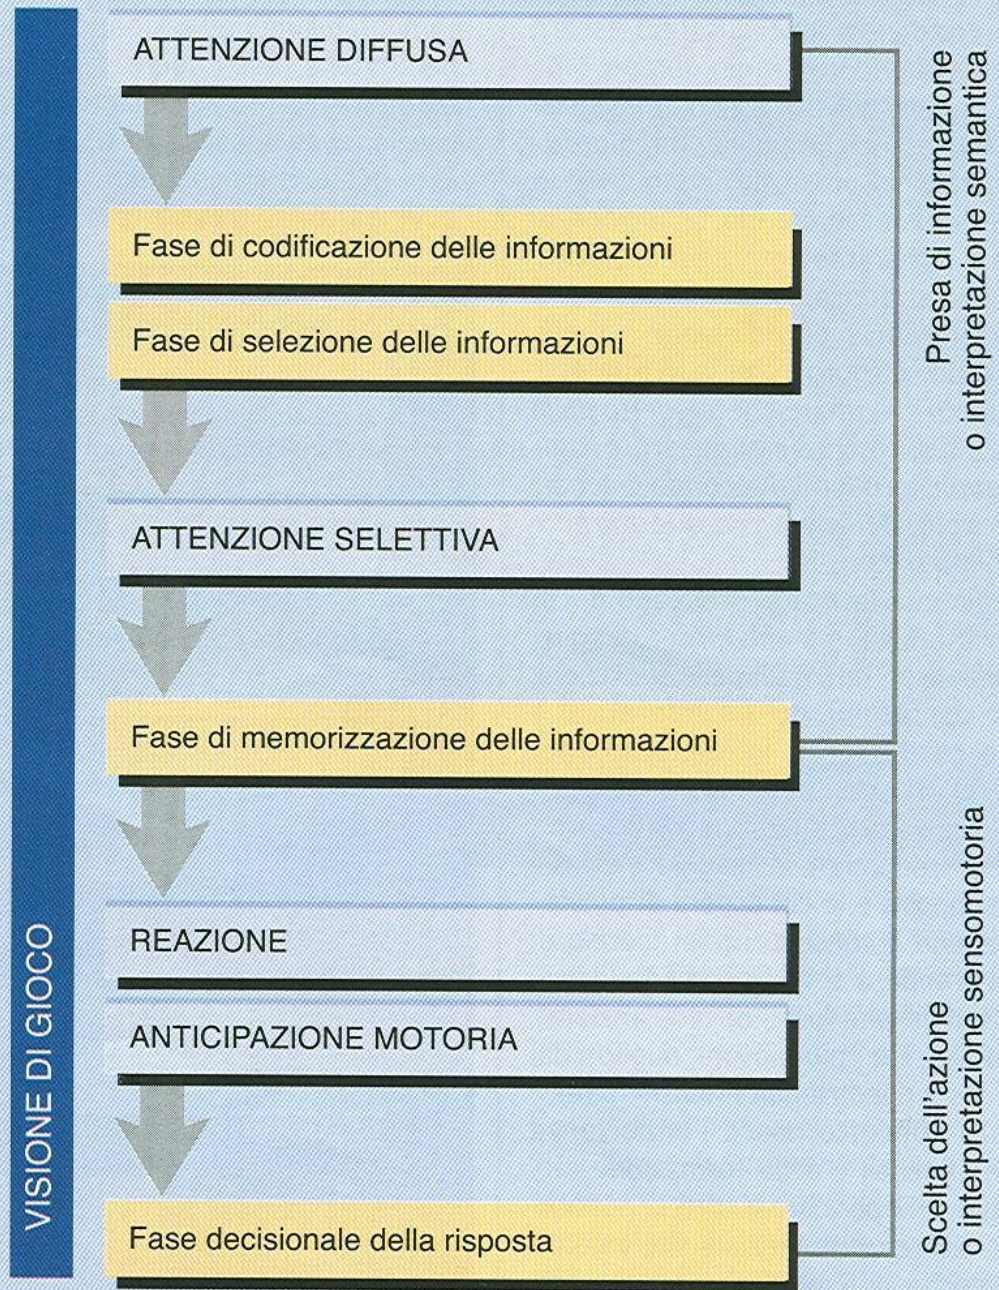 VISIONE DI GIOCO
ATTENZIONE DIFFUSA
Fase di codificazione delle informazioni
Fase di selezione delle informazioni
ATTENZIONE SELETTIVA
Fase di memorizzazione delle informazioni
REAZIONE
ANTICIPAZIONE MOTORIA
Fase decisionale della risposta
Presa di informazione
o interpretazione semantica
Scelta dell'azione
o interpretazione sensomotoria